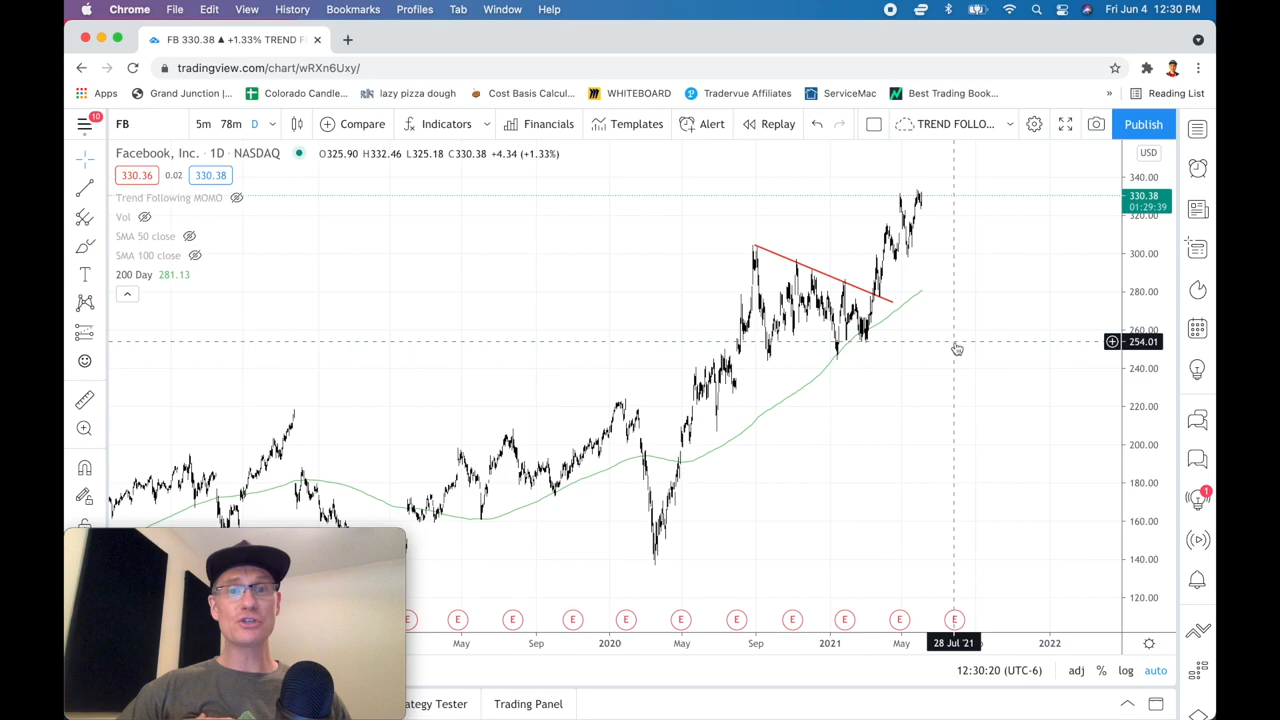 Chrome File Edit View History Bookmarks Profiles Tab Window Help Fri Jun 4 12:30 PM
FB 330.38 ▲ +1.33% TREND F
tradingview.com/chart/wRXn6Uxy/
Apps Grand Junction |... Colorado Candle... lazy pizza dough Cost Basis Calcul... WHITEBOARD Tradervue Affiliates ServiceMac Best Trading Book... » Reading List
10
FB 5m 78m D Compare Indicators Financials Templates Alert Replay TREND FOLLO... Publish
Facebook, Inc. · 1D · NASDAQ O325.90 H332.46 L325.18 C330.38 +4.34 (+1.33%) USD
330.36 0.02 330.38
Trend Following MOMO
Vol
SMA 50 close
SMA 100 close
200 Day 281.13
340.00
330.38
01:29:39
320.00
300.00
280.00
260.00
254.01
240.00
220.00
200.00
180.00
160.00
140.00
120.00
1
E E E E E E E E E E E
May Sep 2020 May Sep 2021 May 28 Jul '21 2022
12:30:20 (UTC-6) adj % log auto
ategy Tester Trading Panel